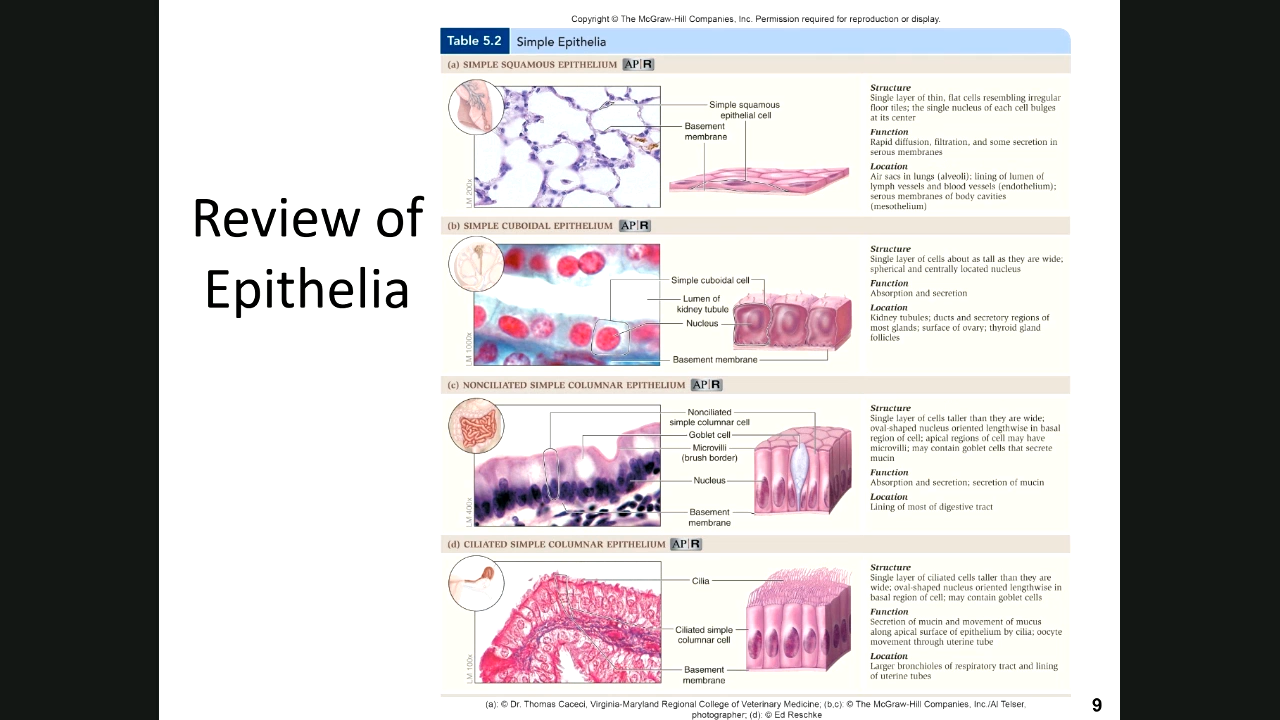 Copyright © The McGraw-Hill Companies, Inc. Permission required for reproduction or display.
Review of
Epithelia
Table 5.2 Simple Epithelia
(a) SIMPLE SQUAMOUS EPITHELIUM AP|R
LM 200x
Simple squamous
epithelial cell
Basement
membrane
Structure
Single layer of thin, flat cells resembling irregular
floor tiles; the single nucleus of each cell bulges
at its center
Function
Rapid diffusion, filtration, and some secretion in
serous membranes
Location
Air sacs in lungs (alveoli); lining of lumen of
lymph vessels and blood vessels (endothelium);
serous membranes of body cavities
(mesothelium)
(b) SIMPLE CUBOIDAL EPITHELIUM AP|R
LM 1000x
Simple cuboidal cell
Lumen of
kidney tubule
Nucleus
Basement membrane
Structure
Single layer of cells about as tall as they are wide;
spherical and centrally located nucleus
Function
Absorption and secretion
Location
Kidney tubules; ducts and secretory regions of
most glands; surface of ovary; thyroid gland
follicles
(c) NONCILIATED SIMPLE COLUMNAR EPITHELIUM AP|R
LM 400x
Nonciliated
simple columnar cell
Goblet cell
Microvilli
(brush border)
Nucleus
Basement
membrane
Structure
Single layer of cells taller than they are wide;
oval-shaped nucleus oriented lengthwise in basal
region of cell; apical regions of cell may have
microvilli; may contain goblet cells that secrete
mucin
Function
Absorption and secretion; secretion of mucin
Location
Lining of most of digestive tract
(d) CILIATED SIMPLE COLUMNAR EPITHELIUM AP|R
LM 100x
Cilia
Ciliated simple
columnar cell
Basement
membrane
Structure
Single layer of ciliated cells taller than they are
wide; oval-shaped nucleus oriented lengthwise in
basal region of cell; may contain goblet cells
Function
Secretion of mucin and movement of mucus
along apical surface of epithelium by cilia; oocyte
movement through uterine tube
Location
Larger bronchioles of respiratory tract and lining
of uterine tubes
(a): © Dr. Thomas Caceci, Virginia-Maryland Regional College of Veterinary Medicine; (b,c): © The McGraw-Hill Companies, Inc./Al Telser,
photographer; (d): © Ed Reschke
9